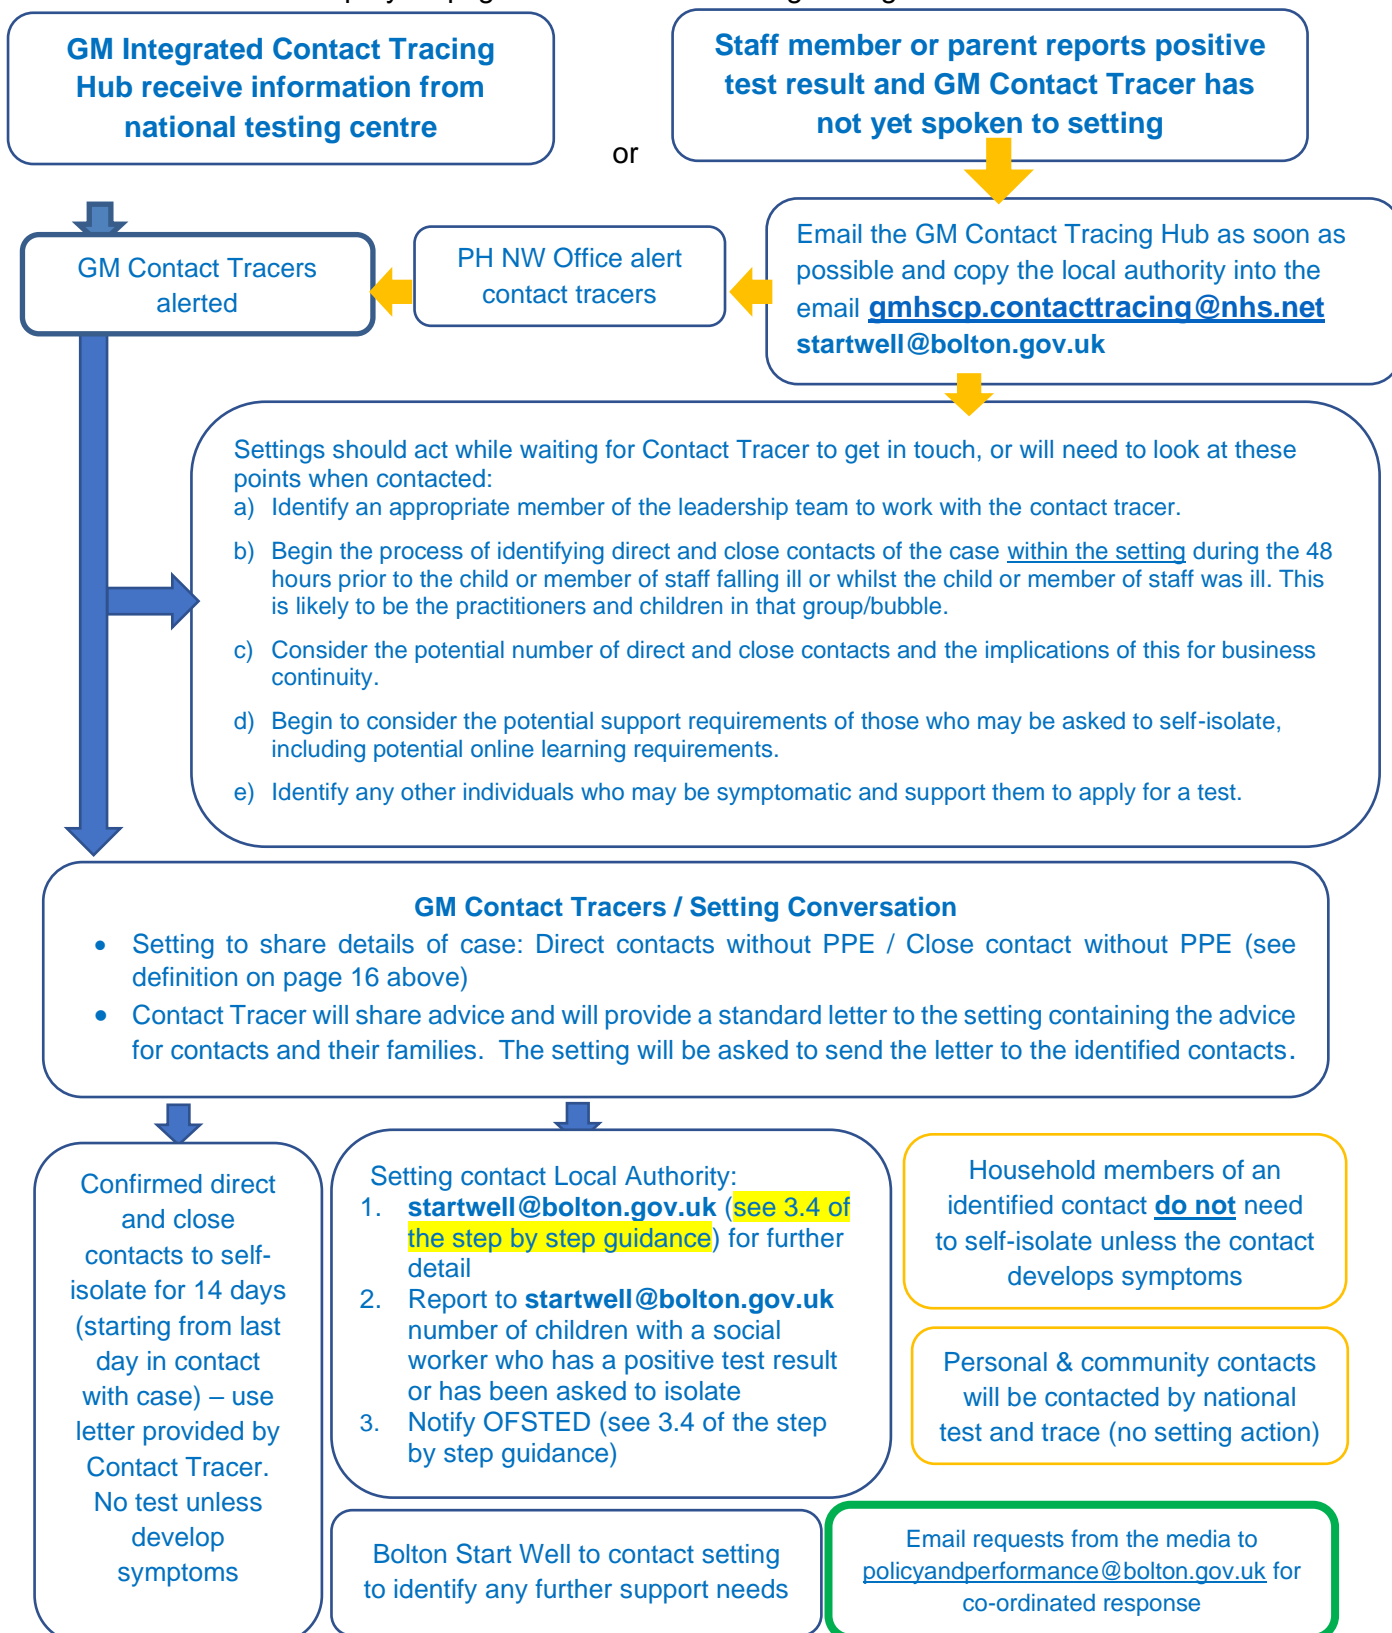 GM Integrated Contact Tracing
Hub receive information from
national testing centre
or
Staff member or parent reports positive
test result and GM Contact Tracer has
not yet spoken to setting
GM Contact Tracers
alerted
PH NW Office alert
contact tracers
Email the GM Contact Tracing Hub as soon as
possible and copy the local authority into the
email gmhscp.contacttracing@nhs.net
startwell@bolton.gov.uk
Settings should act while waiting for Contact Tracer to get in touch, or will need to look at these
points when contacted:
a) Identify an appropriate member of the leadership team to work with the contact tracer.
b) Begin the process of identifying direct and close contacts of the case within the setting during the 48
hours prior to the child or member of staff falling ill or whilst the child or member of staff was ill. This
is likely to be the practitioners and children in that group/bubble.
c) Consider the potential number of direct and close contacts and the implications of this for business
continuity.
d) Begin to consider the potential support requirements of those who may be asked to self-isolate,
including potential online learning requirements.
e) Identify any other individuals who may be symptomatic and support them to apply for a test.
GM Contact Tracers / Setting Conversation
• Setting to share details of case: Direct contacts without PPE / Close contact without PPE (see
definition on page 16 above)
• Contact Tracer will share advice and will provide a standard letter to the setting containing the advice
for contacts and their families. The setting will be asked to send the letter to the identified contacts.
Confirmed direct
and close
contacts to self-
isolate for 14 days
(starting from last
day in contact
with case) – use
letter provided by
Contact Tracer.
No test unless
develop
symptoms
Setting contact Local Authority:
1. startwell@bolton.gov.uk (see 3.4 of
the step by step guidance) for further
detail
2. Report to startwell@bolton.gov.uk
number of children with a social
worker who has a positive test result
or has been asked to isolate
3. Notify OFSTED (see 3.4 of the step
by step guidance)
Household members of an
identified contact do not need
to self-isolate unless the contact
develops symptoms
Personal & community contacts
will be contacted by national
test and trace (no setting action)
Bolton Start Well to contact setting
to identify any further support needs
Email requests from the media to
policyandperformance@bolton.gov.uk for
co-ordinated response